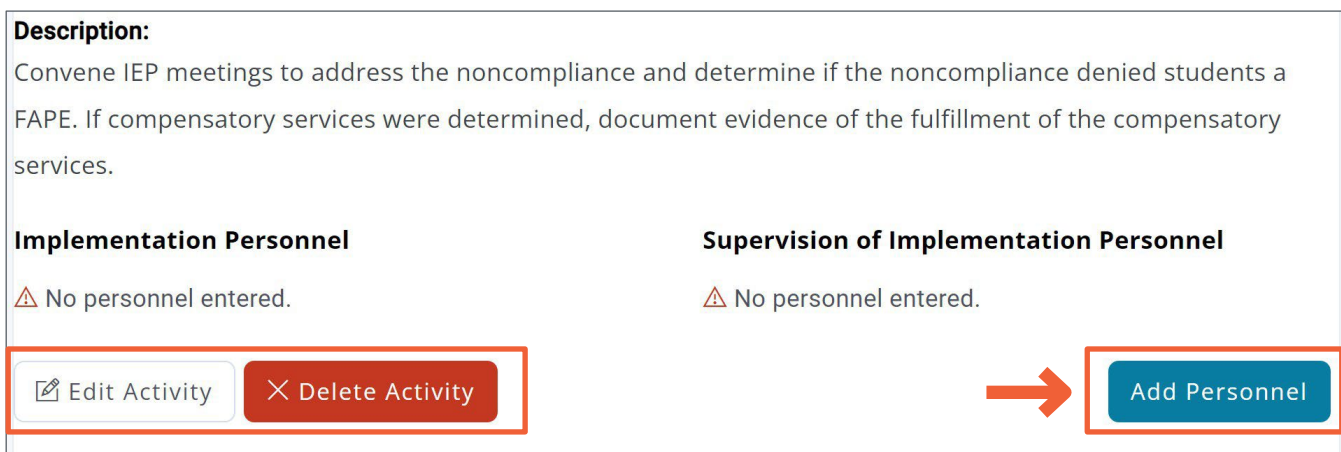 Description:
Convene IEP meetings to address the noncompliance and determine if the noncompliance denied students a
FAPE. If compensatory services were determined, document evidence of the fulfillment of the compensatory
services.
Implementation Personnel
Supervision of Implementation Personnel
No personnel entered.
No personnel entered.
Edit Activity
Delete Activity
Add Personnel